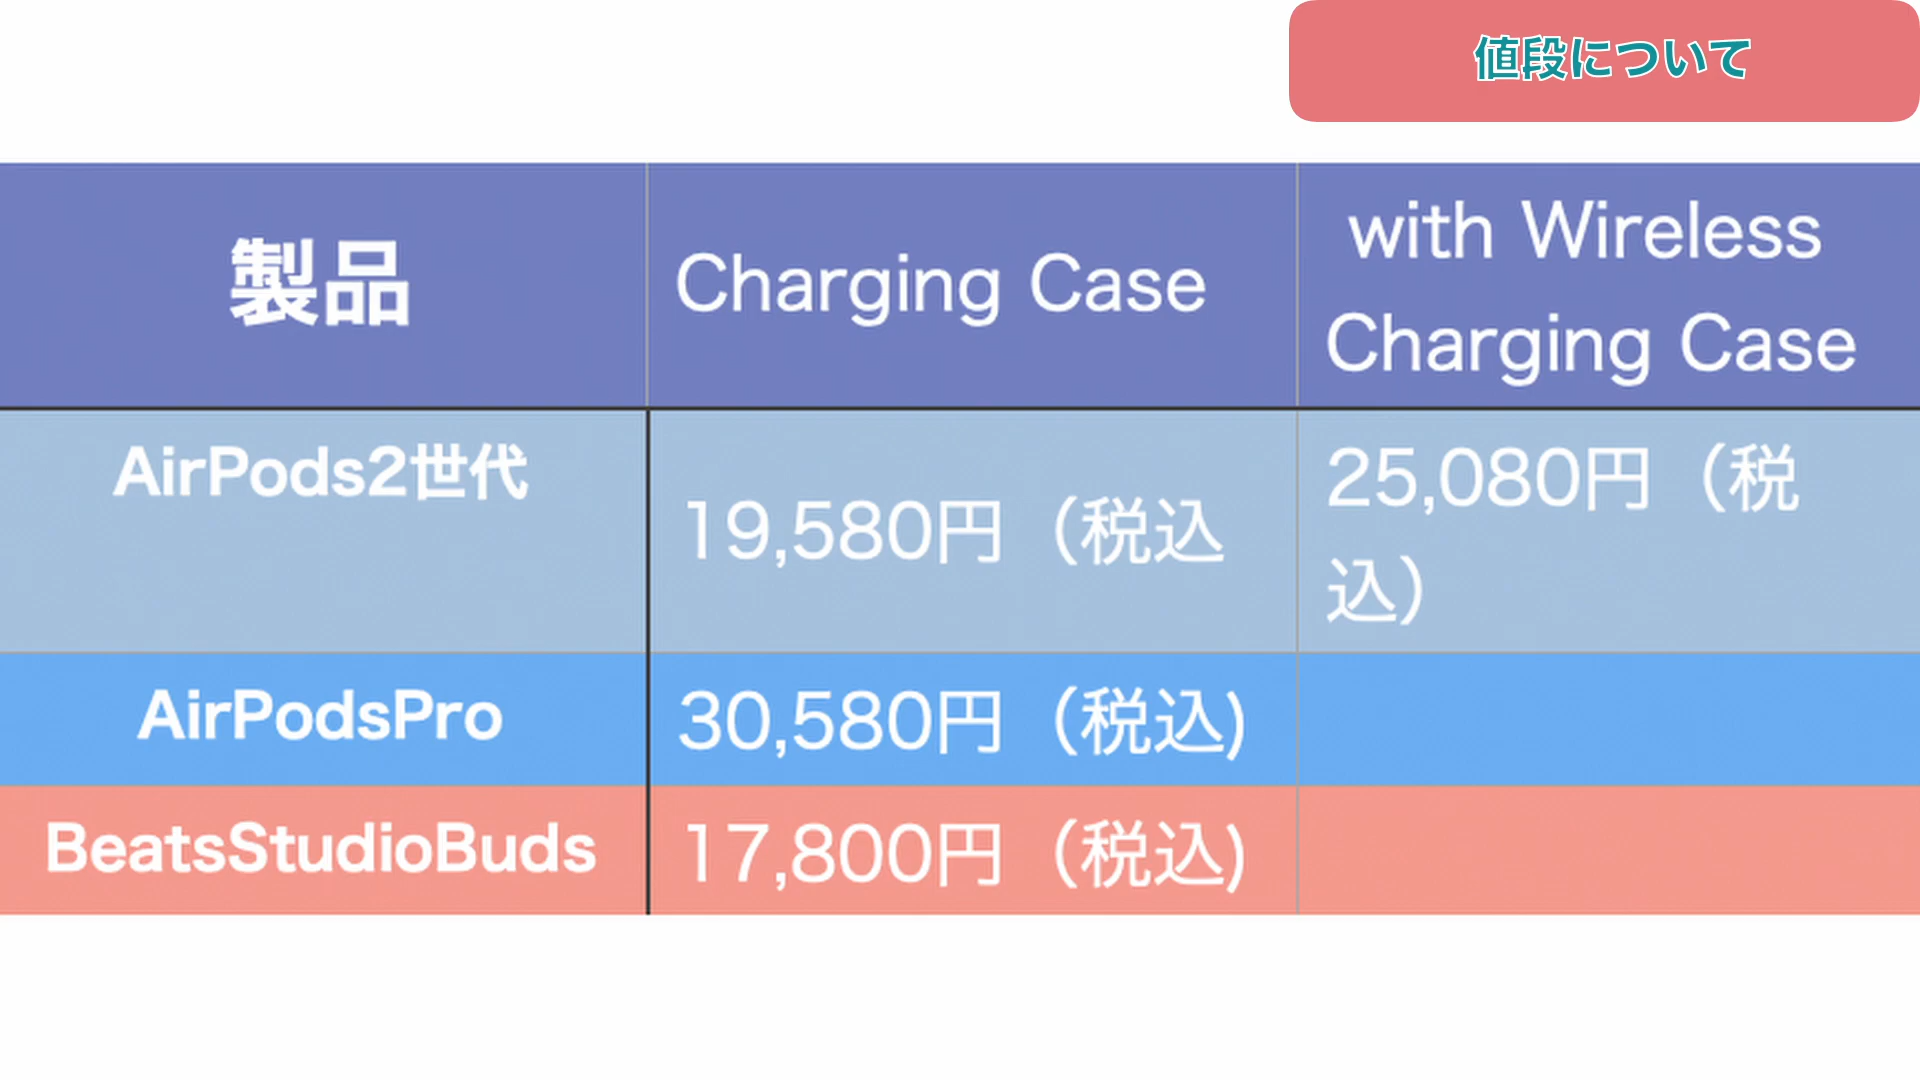 値段について
製品
Charging Case
with Wireless
Charging Case
AirPods2世代
19,580円（税込
25,080円（税
込）
AirPodsPro
30,580円（税込)
BeatsStudioBuds
17,800円（税込)